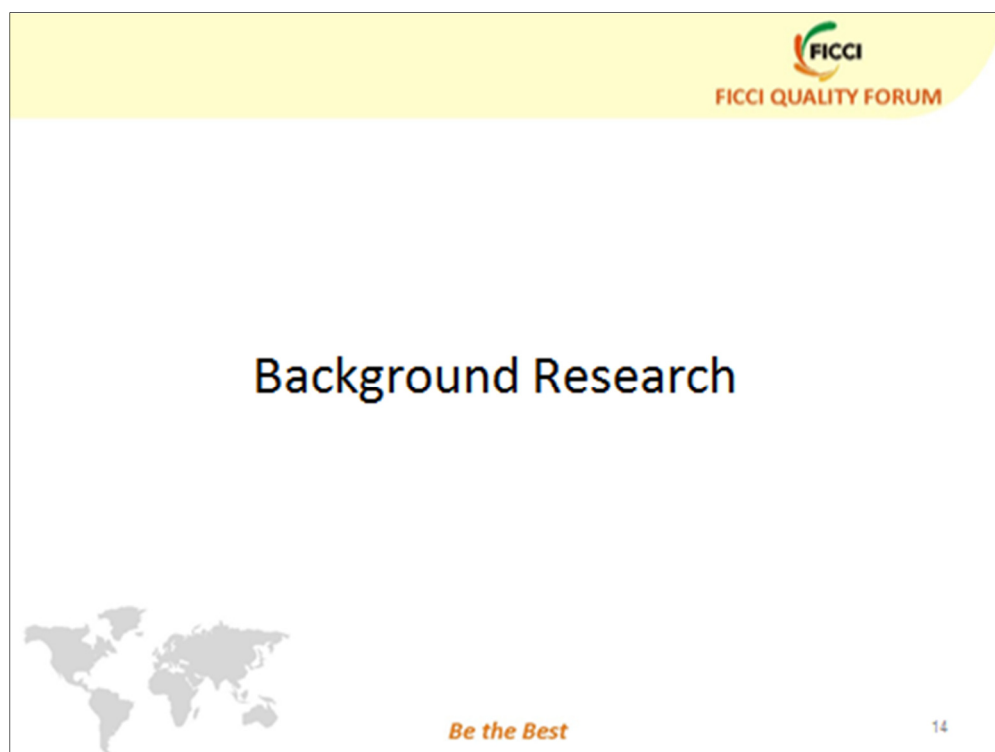 FICCI
FICCI QUALITY FORUM
Background Research
Be the Best
14